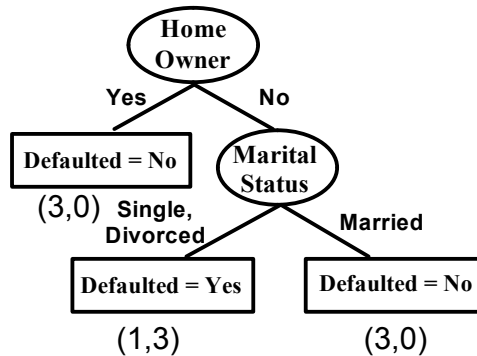 Home
Owner
Yes
No
Defaulted = No
Marital
Status
(3,0)
Single,
Divorced
Married
Defaulted = Yes
Defaulted = No
(1,3)
(3,0)